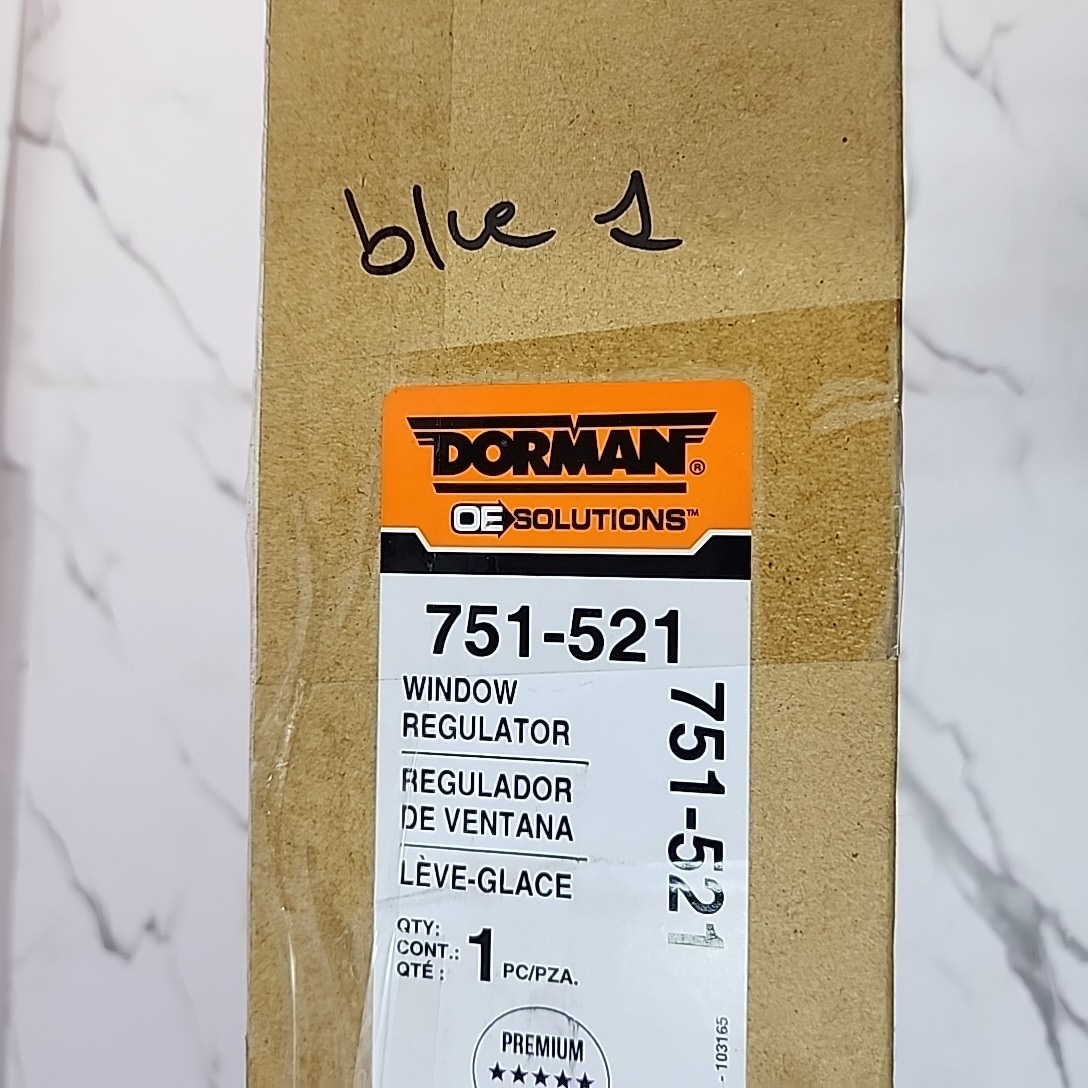 blue 1
DORMAN®
OE SOLUTIONS™
751-521
WINDOW
REGULATOR
REGULADOR
DE VENTANA
LÈVE-GLACE
QTY:
CONT.:
QTÉ :
1 PC/PZA.
PREMIUM
★★★★★
751-521
- 103165